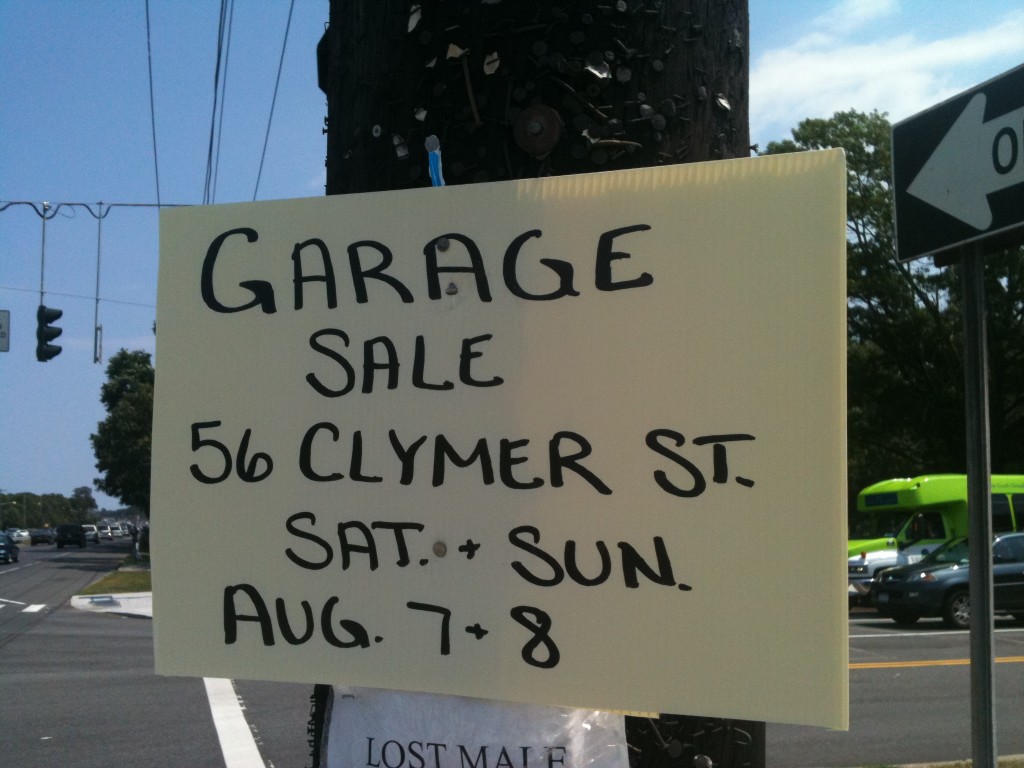 GARAGE
SALE
56 CLYMER ST.
SAT. + SUN.
AUG. 7 + 8
LOST MALE